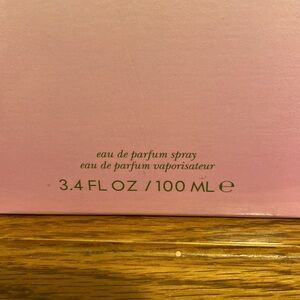 eau de parfum spray
eau de parfum vaporisateur
3.4 FL OZ / 100 ML ℮